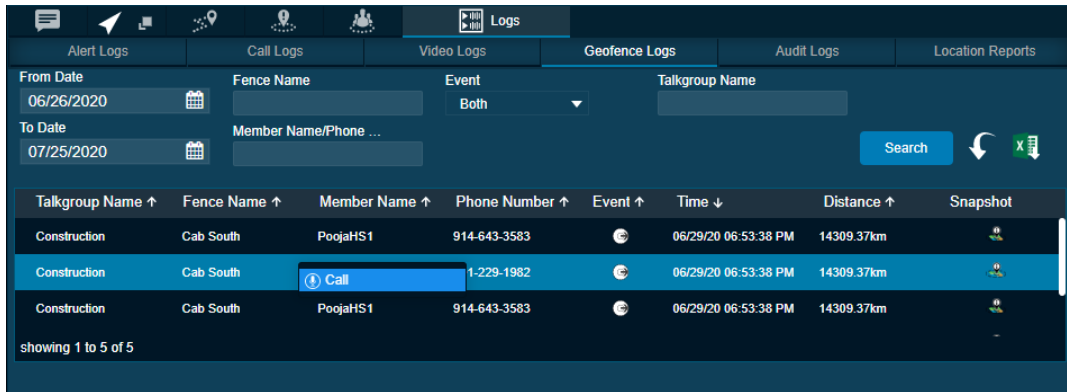 Logs
Alert Logs Call Logs Video Logs Geofence Logs Audit Logs Location Reports
From Date Fence Name Event Talkgroup Name
06/26/2020 Both
To Date Member Name/Phone ...
07/25/2020 Search
Talkgroup Name ↑ Fence Name ↑ Member Name ↑ Phone Number ↑ Event ↑ Time ↓ Distance ↑ Snapshot
Construction Cab South PoojaHS1 914-643-3583 06/29/20 06:53:38 PM 14309.37km
Construction Cab South Call 1-229-1982 06/29/20 06:53:38 PM 14309.37km
Construction Cab South PoojaHS1 914-643-3583 06/29/20 06:53:38 PM 14309.37km
showing 1 to 5 of 5